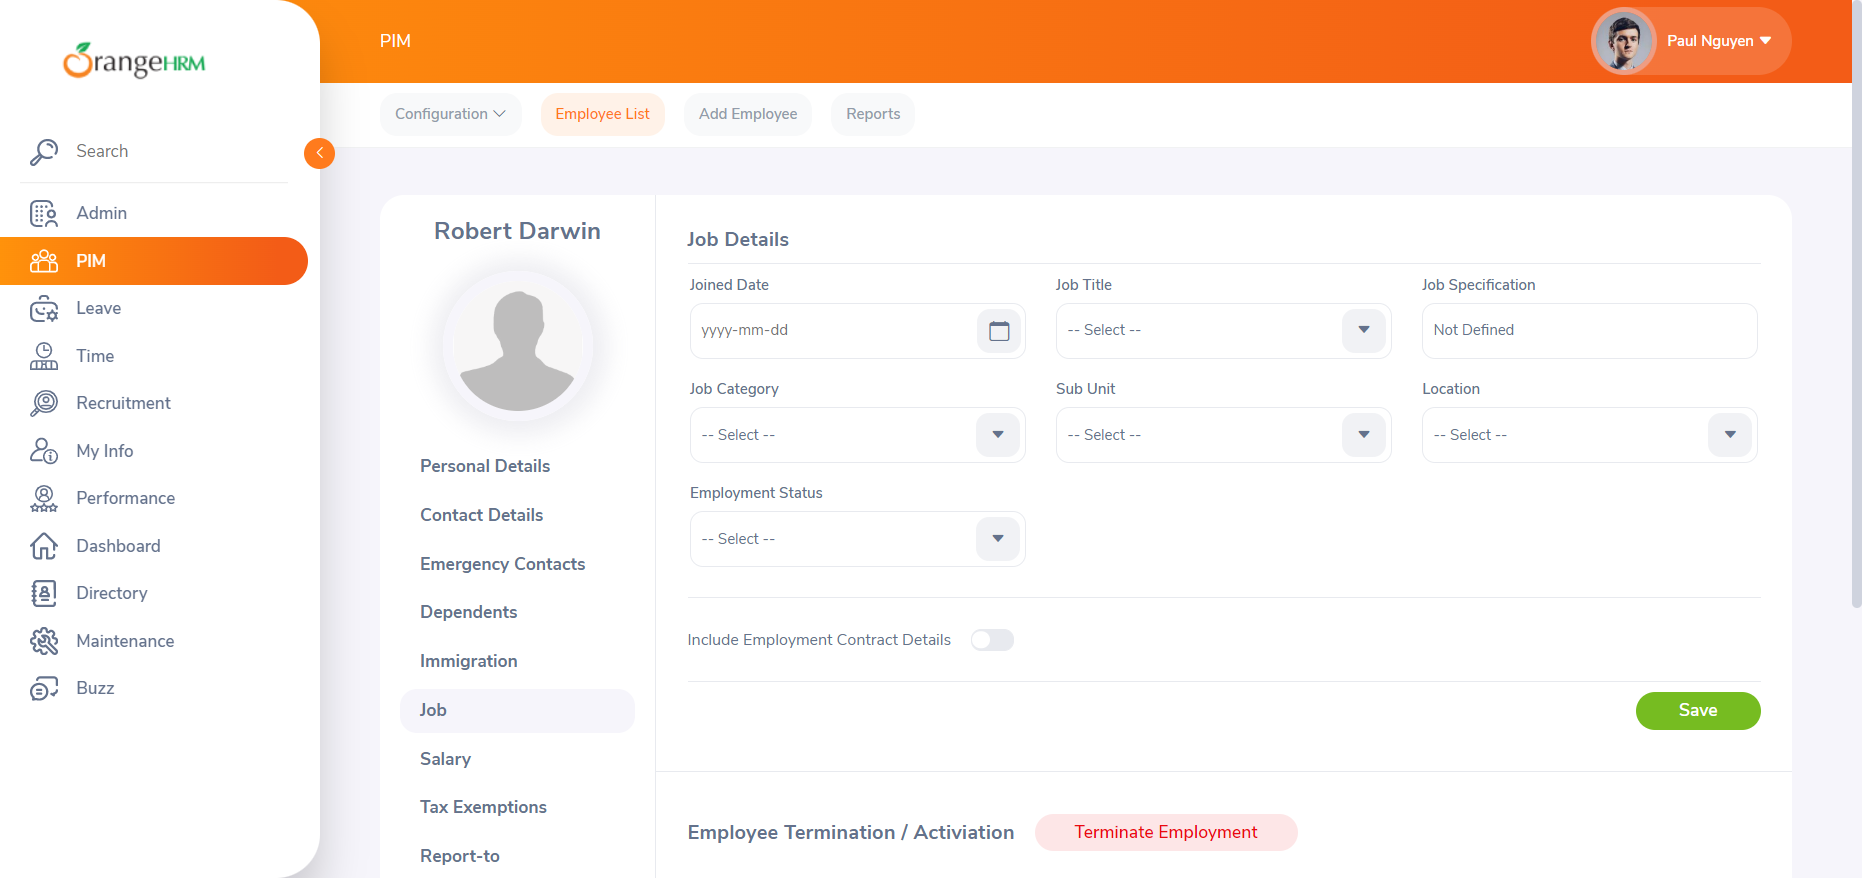 OrangeHRM
Search
Admin
PIM
Leave
Time
Recruitment
My Info
Performance
Dashboard
Directory
Maintenance
Buzz
PIM
Paul Nguyen
Configuration
Employee List
Add Employee
Reports
Robert Darwin
Personal Details
Contact Details
Emergency Contacts
Dependents
Immigration
Job
Salary
Tax Exemptions
Report-to
Job Details
Joined Date
Job Title
Job Specification
yyyy-mm-dd
-- Select --
Not Defined
Job Category
Sub Unit
Location
-- Select --
-- Select --
-- Select --
Employment Status
-- Select --
Include Employment Contract Details
Save
Employee Termination / Activiation
Terminate Employment